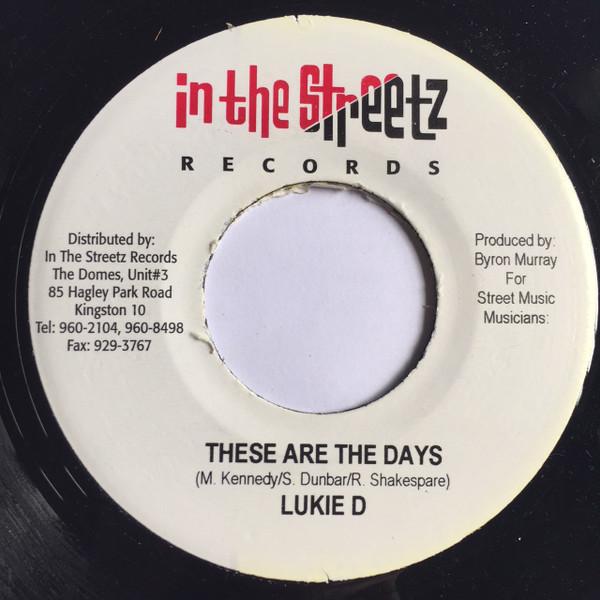 in the Streetz
RECORDS
Distributed by:
In The Streetz Records
The Domes, Unit#3
85 Hagley Park Road
Kingston 10
Tel: 960-2104, 960-8498
Fax: 929-3767
Produced by:
Byron Murray
For
Street Music
Musicians:
THESE ARE THE DAYS
(M. Kennedy/S. Dunbar/R. Shakespare)
LUKIE D